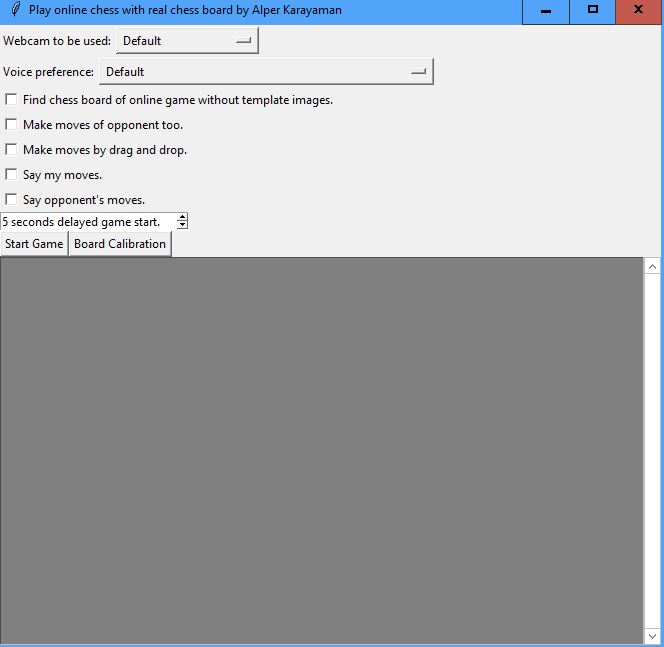 Play online chess with real chess board by Alper Karayaman
Webcam to be used: Default
Voice preference: Default
Find chess board of online game without template images.
Make moves of opponent too.
Make moves by drag and drop.
Say my moves.
Say opponent's moves.
5 seconds delayed game start.
Start Game Board Calibration